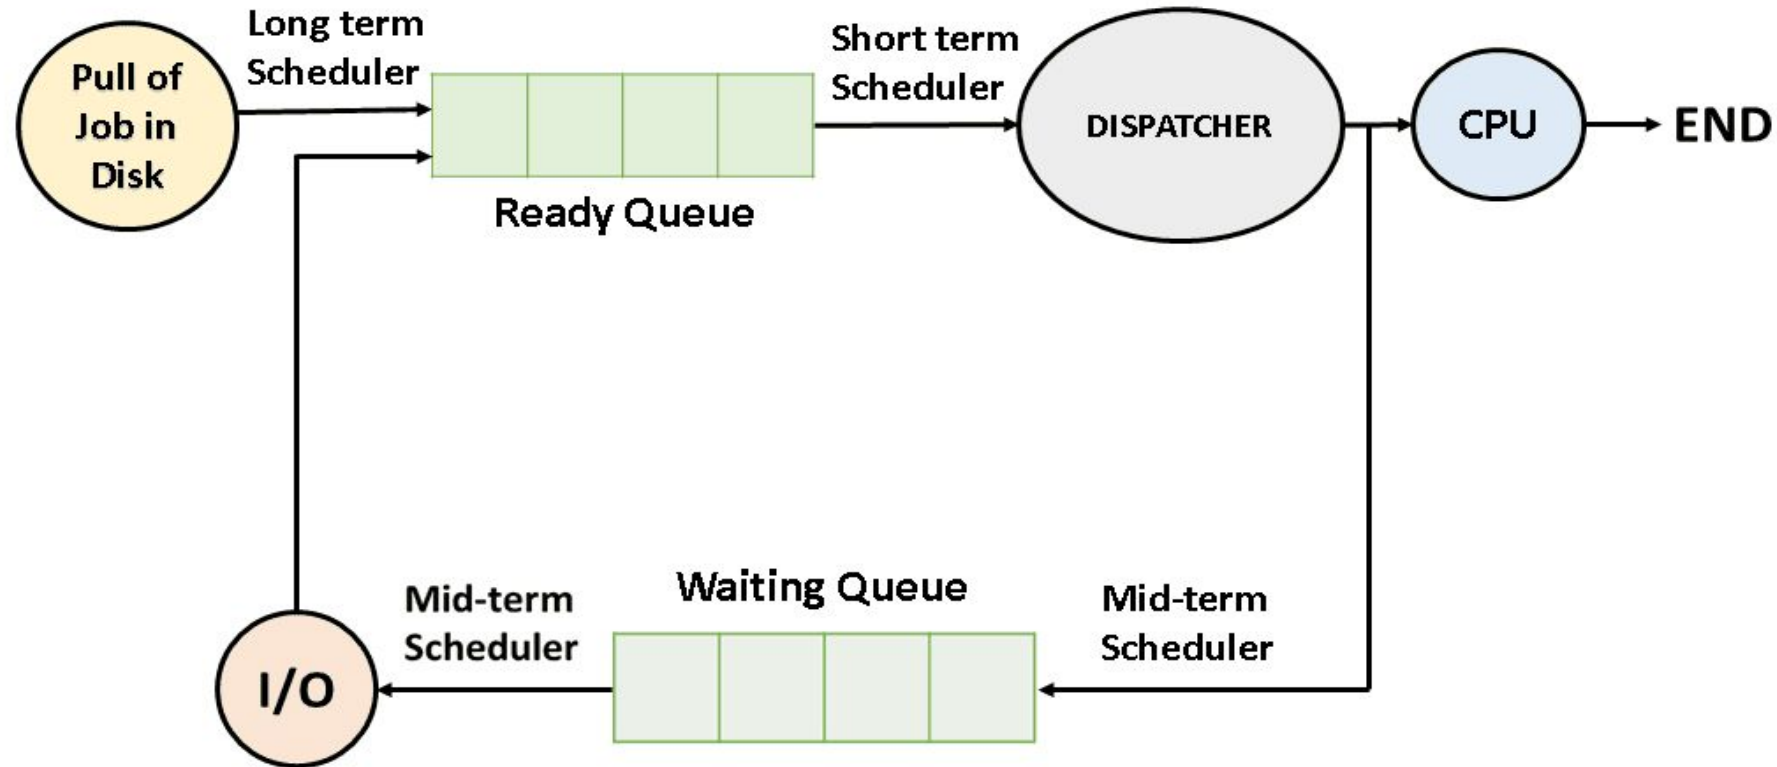 Pull of
Job in
Disk
Long term
Scheduler
Ready Queue
Short term
Scheduler
DISPATCHER
CPU
END
I/O
Mid-term
Scheduler
Waiting Queue
Mid-term
Scheduler